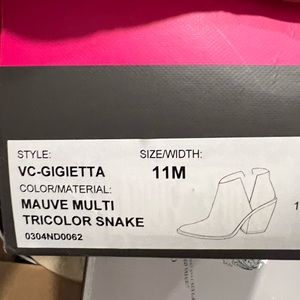 STYLE: SIZE/WIDTH:
VC-GIGIETTA 11M
COLOR/MATERIAL:
MAUVE MULTI
TRICOLOR SNAKE
0304ND0062